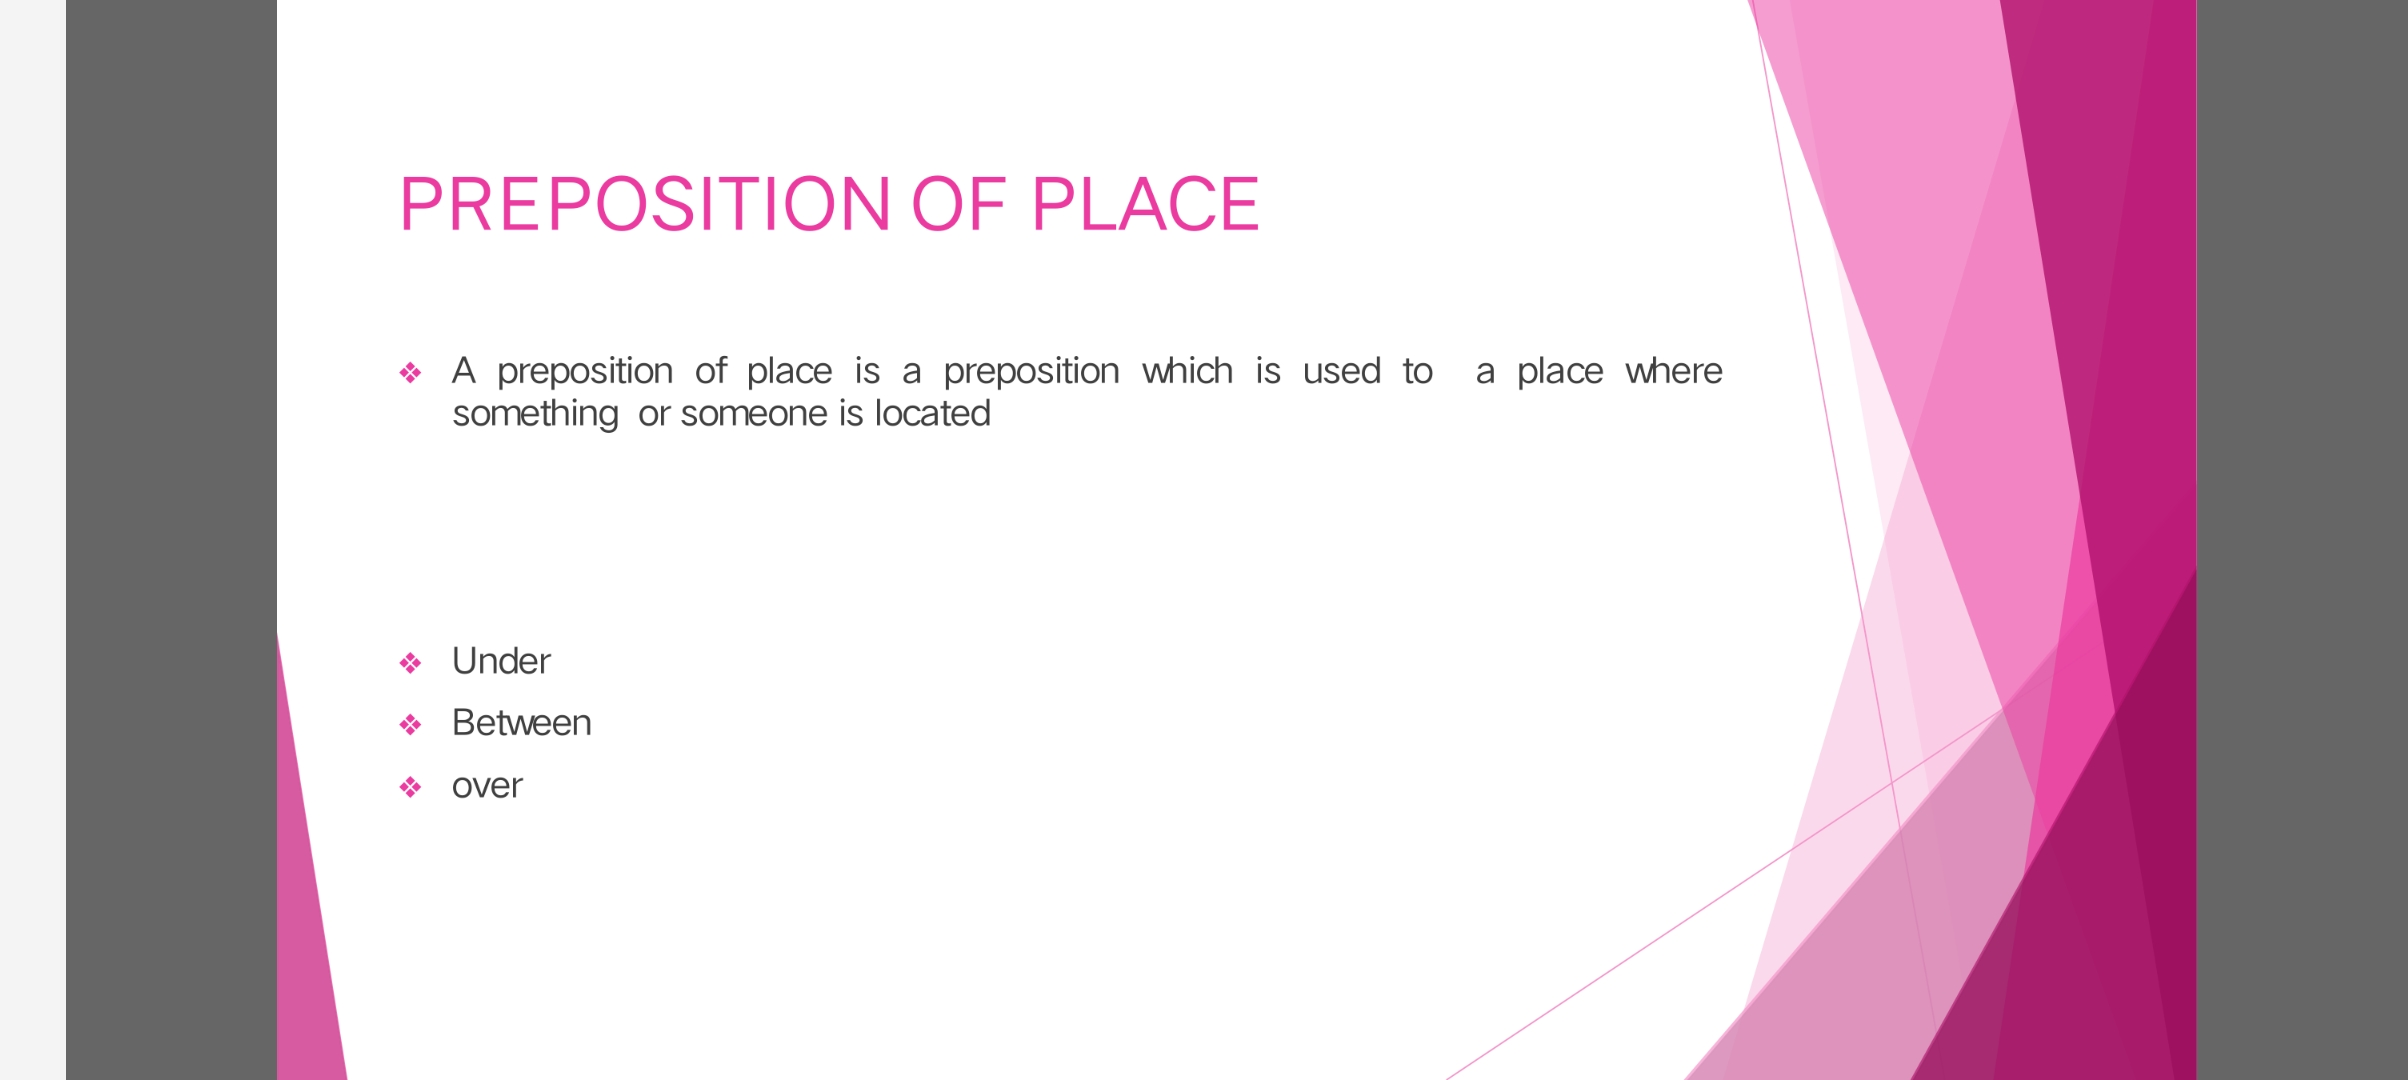 PREPOSITION OF PLACE
A preposition of place is a preposition which is used to a place where
something or someone is located
Under
Between
over